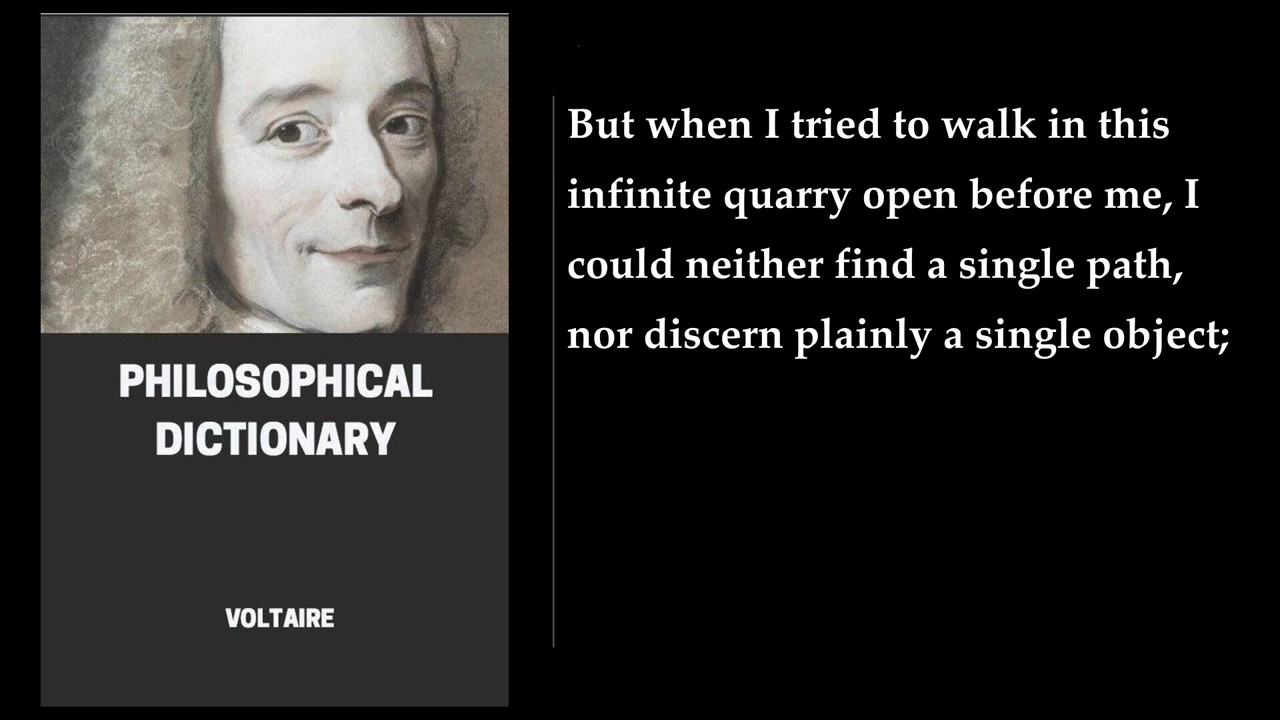 PHILOSOPHICAL
DICTIONARY
VOLTAIRE
But when I tried to walk in this
infinite quarry open before me, I
could neither find a single path,
nor discern plainly a single object;